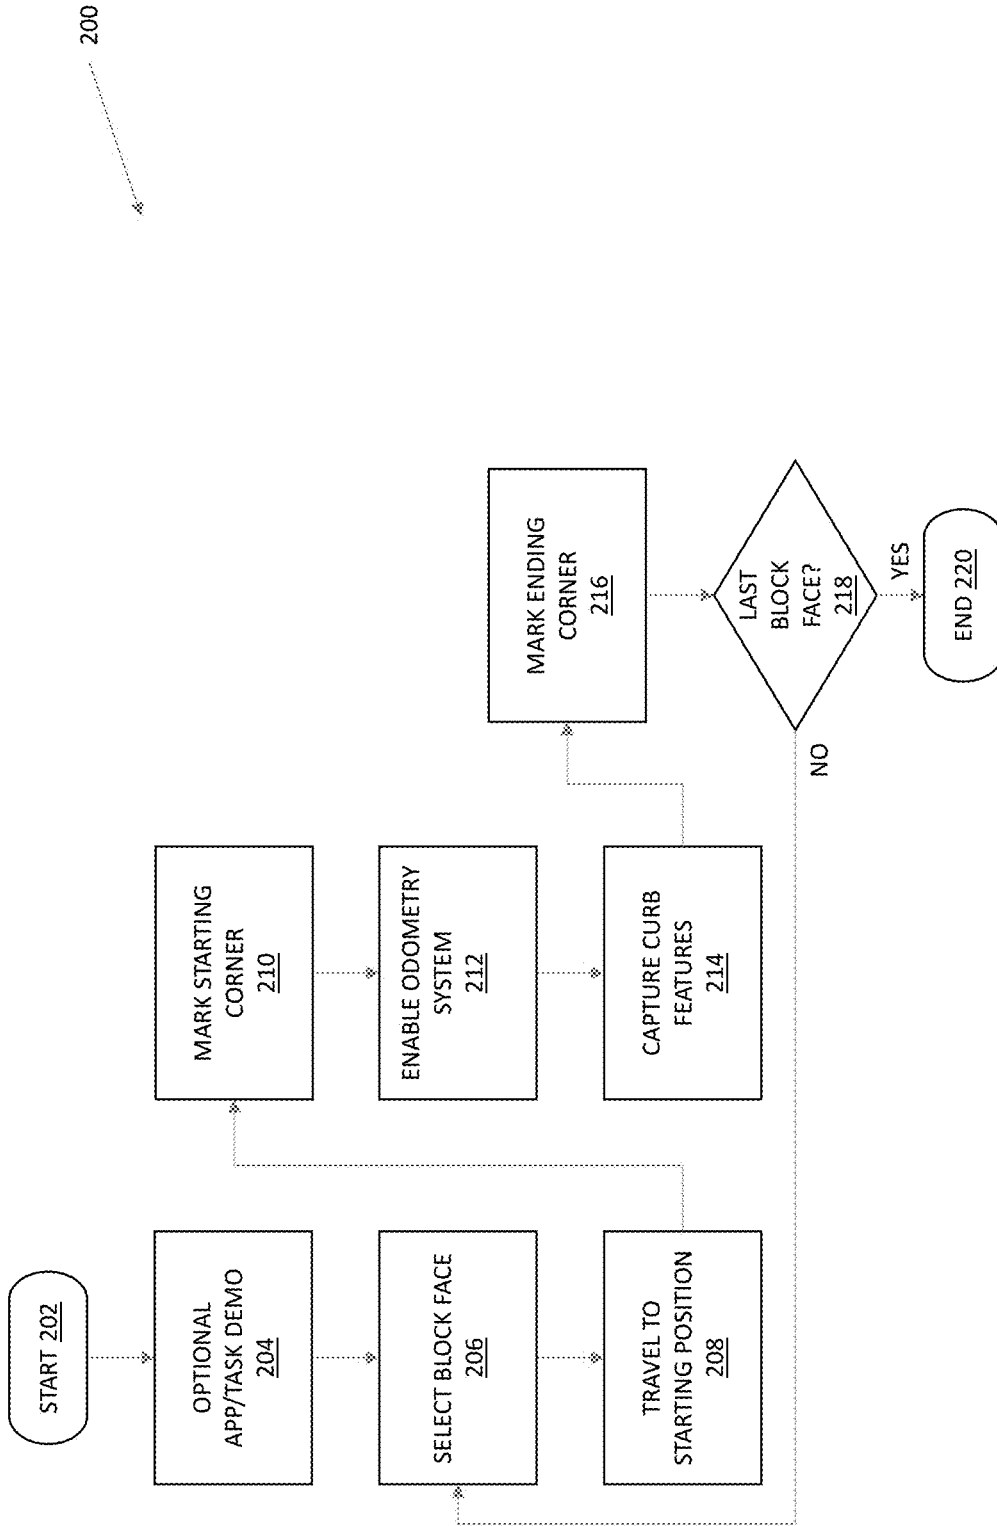 200
START 202
OPTIONAL
APP/TASK DEMO
204
SELECT BLOCK FACE
206
TRAVEL TO
STARTING POSITION
208
MARK STARTING
CORNER
210
ENABLE ODOMETRY
SYSTEM
212
CAPTURE CURB
FEATURES
214
MARK ENDING
CORNER
216
LAST
BLOCK
FACE?
218
NO
YES
END 220